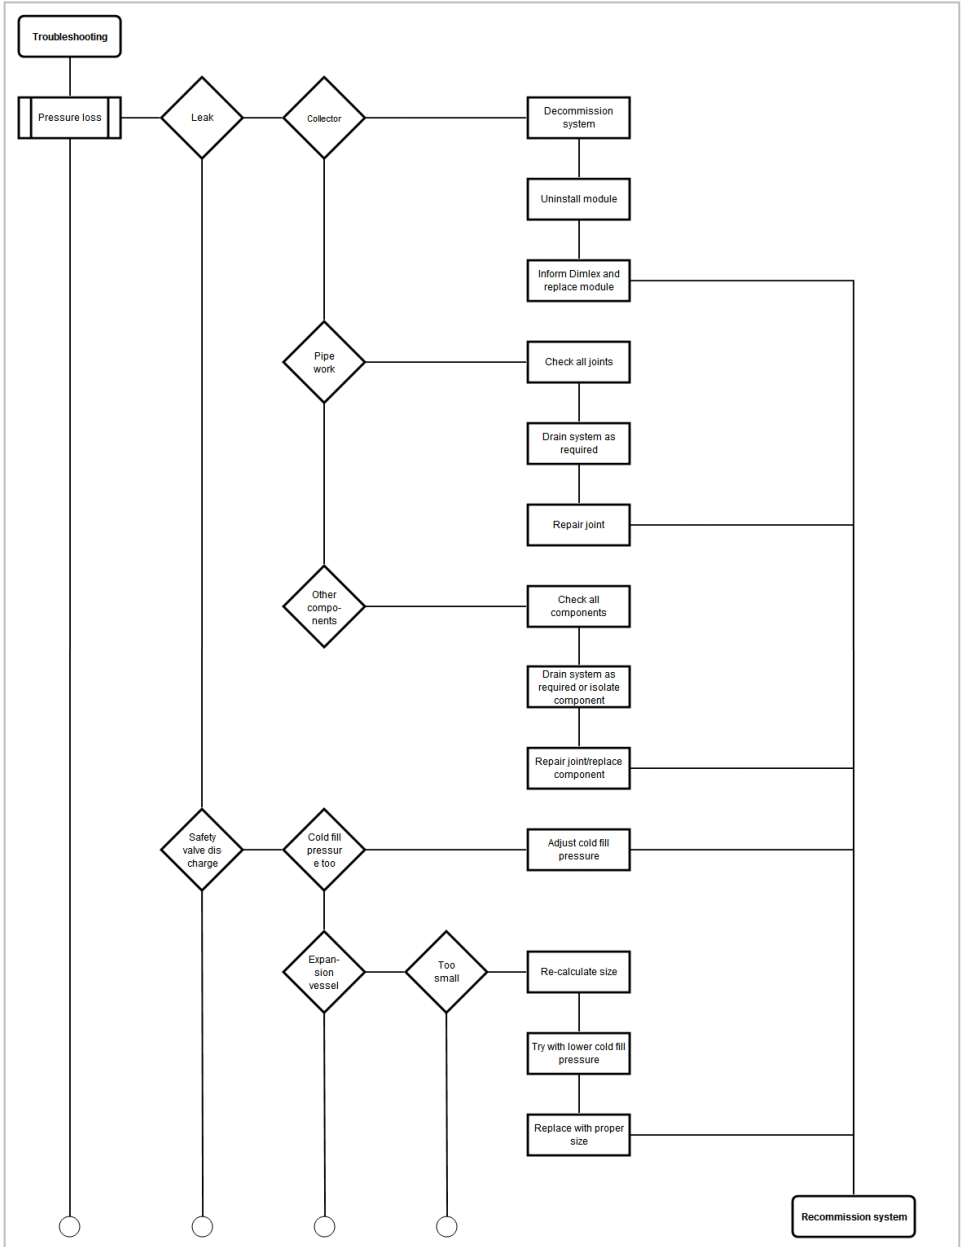 Troubleshooting
Pressure loss
Leak
Collector
Decommission
system
Uninstall module
Inform Dimlex and
replace module
Pipe
work
Check all joints
Drain system as
required
Repair joint
Other
compo-
nents
Check all
components
Drain system as
required or isolate
component
Repair joint/replace
component
Safety
valve dis
charge
Cold fill
pressur
e too
Adjust cold fill
pressure
Expan-
sion
vessel
Too
small
Re-calculate size
Try with lower cold fill
pressure
Replace with proper
size
Recommission system